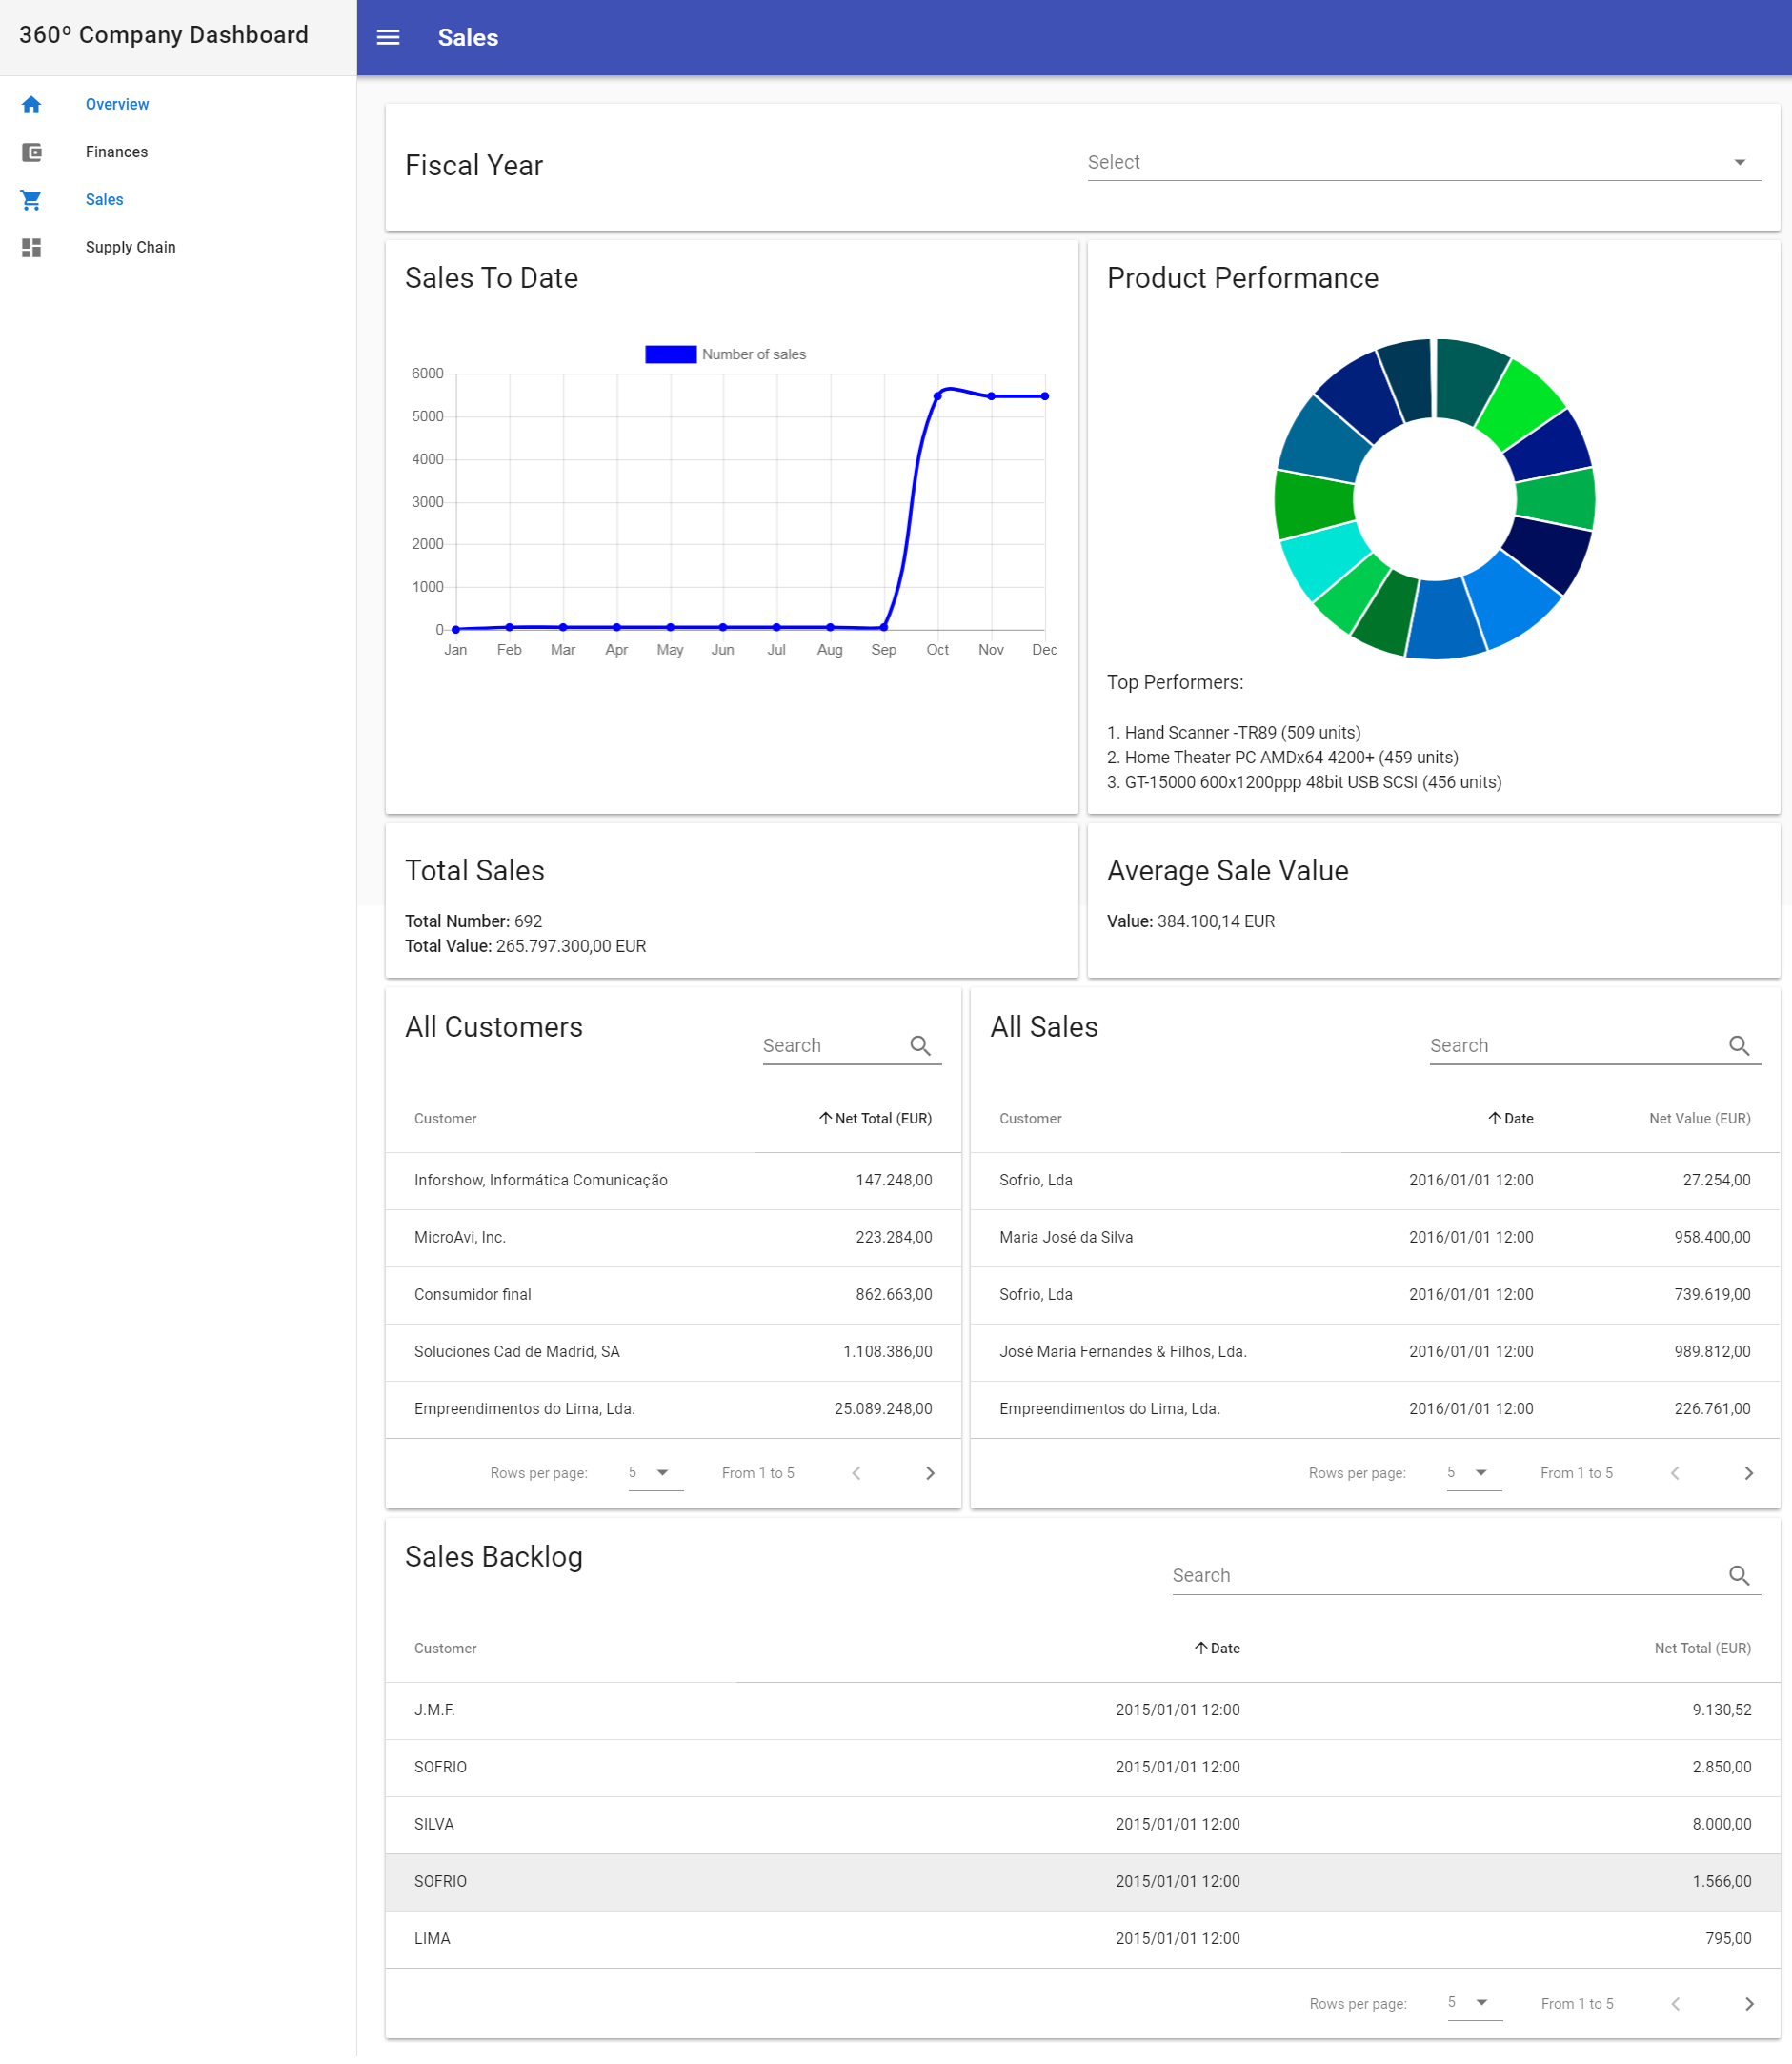 360º Company Dashboard
Sales
Overview
Finances
Sales
Supply Chain
Fiscal Year
Select
Sales To Date
Number of sales
6000
5000
4000
3000
2000
1000
0
Jan Feb Mar Apr May Jun Jul Aug Sep Oct Nov Dec
Product Performance
Top Performers:
1. Hand Scanner -TR89 (509 units)
2. Home Theater PC AMDx64 4200+ (459 units)
3. GT-15000 600x1200ppp 48bit USB SCSI (456 units)
Total Sales
Total Number: 692
Total Value: 265.797.300,00 EUR
Average Sale Value
Value: 384.100,14 EUR
All Customers
Search
Customer Net Total (EUR)
Inforshow, Informática Comunicação 147.248,00
MicroAvi, Inc. 223.284,00
Consumidor final 862.663,00
Soluciones Cad de Madrid, SA 1.108.386,00
Empreendimentos do Lima, Lda. 25.089.248,00
Rows per page: 5 From 1 to 5
All Sales
Search
Customer Date Net Value (EUR)
Sofrio, Lda 2016/01/01 12:00 27.254,00
Maria José da Silva 2016/01/01 12:00 958.400,00
Sofrio, Lda 2016/01/01 12:00 739.619,00
José Maria Fernandes & Filhos, Lda. 2016/01/01 12:00 989.812,00
Empreendimentos do Lima, Lda. 2016/01/01 12:00 226.761,00
Rows per page: 5 From 1 to 5
Sales Backlog
Search
Customer Date Net Total (EUR)
J.M.F. 2015/01/01 12:00 9.130,52
SOFRIO 2015/01/01 12:00 2.850,00
SILVA 2015/01/01 12:00 8.000,00
SOFRIO 2015/01/01 12:00 1.566,00
LIMA 2015/01/01 12:00 795,00
Rows per page: 5 From 1 to 5